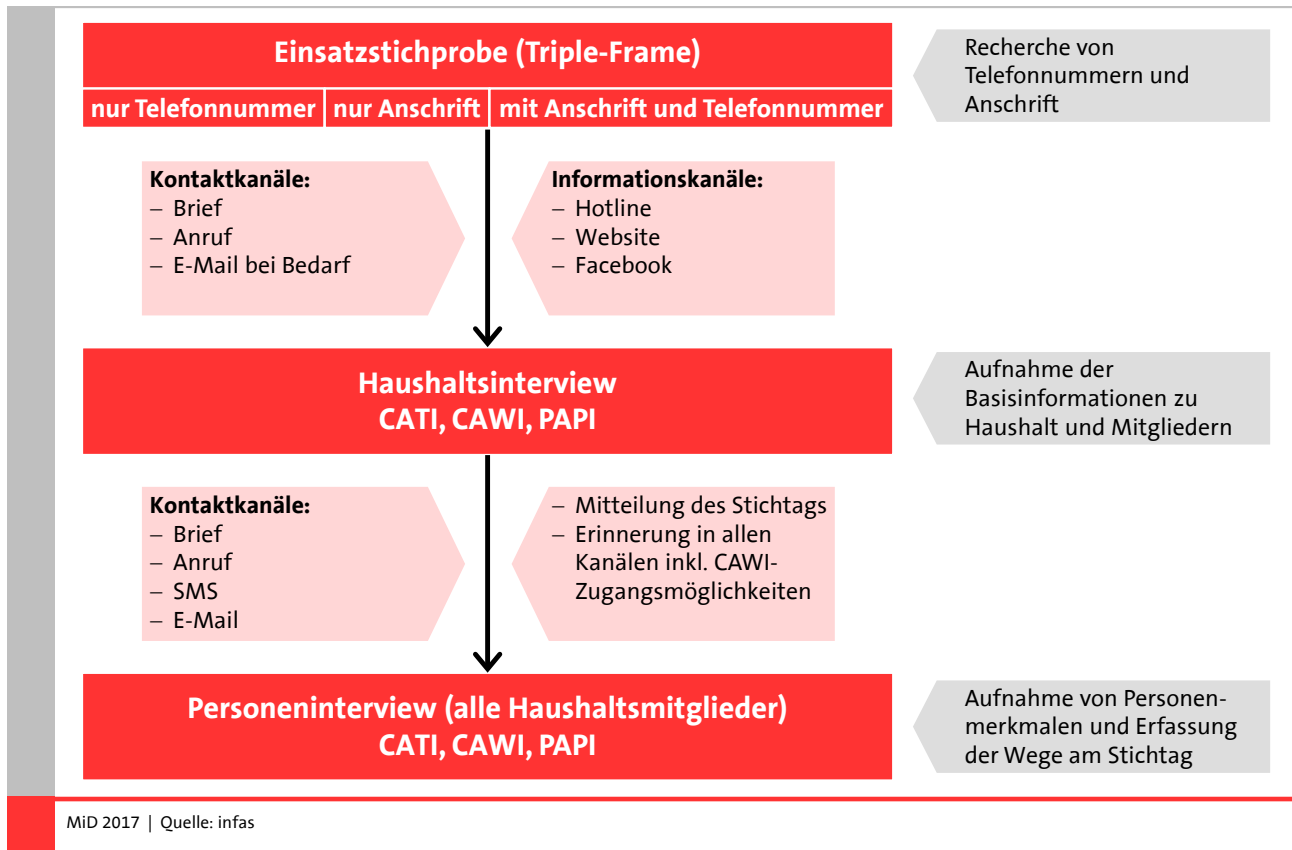 Einsatzstichprobe (Triple-Frame)
nur Telefonnummer
nur Anschrift
mit Anschrift und Telefonnummer
Recherche von
Telefonnummern und
Anschrift
Kontaktkanäle:
– Brief
– Anruf
– E-Mail bei Bedarf
Informationskanäle:
– Hotline
– Website
– Facebook
Haushaltsinterview
CATI, CAWI, PAPI
Aufnahme der
Basisinformationen zu
Haushalt und Mitgliedern
Kontaktkanäle:
– Brief
– Anruf
– SMS
– E-Mail
– Mitteilung des Stichtags
– Erinnerung in allen
Kanälen inkl. CAWI-
Zugangsmöglichkeiten
Personeninterview (alle Haushaltsmitglieder)
CATI, CAWI, PAPI
Aufnahme von Personen-
merkmalen und Erfassung
der Wege am Stichtag
MiD 2017 | Quelle: infas